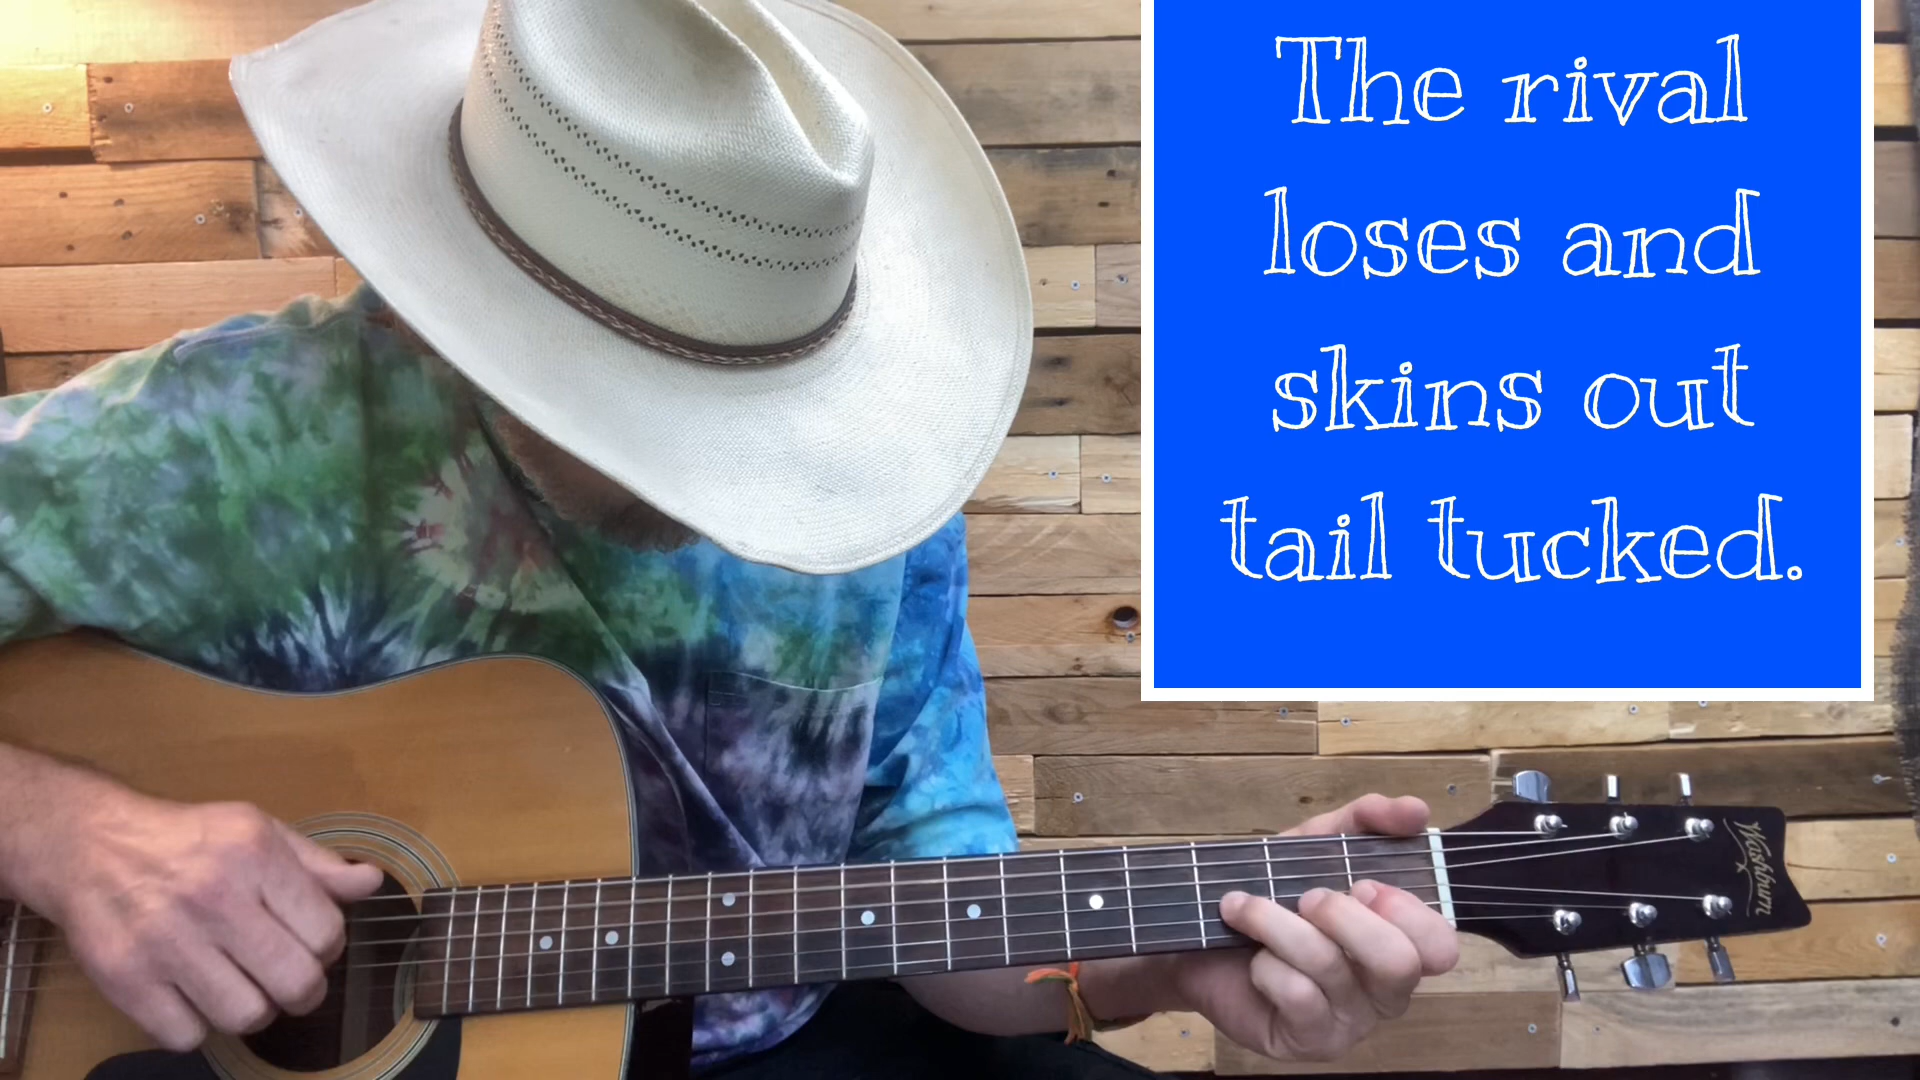 The rival
loses and
skins out
tail tucked.
Washburn